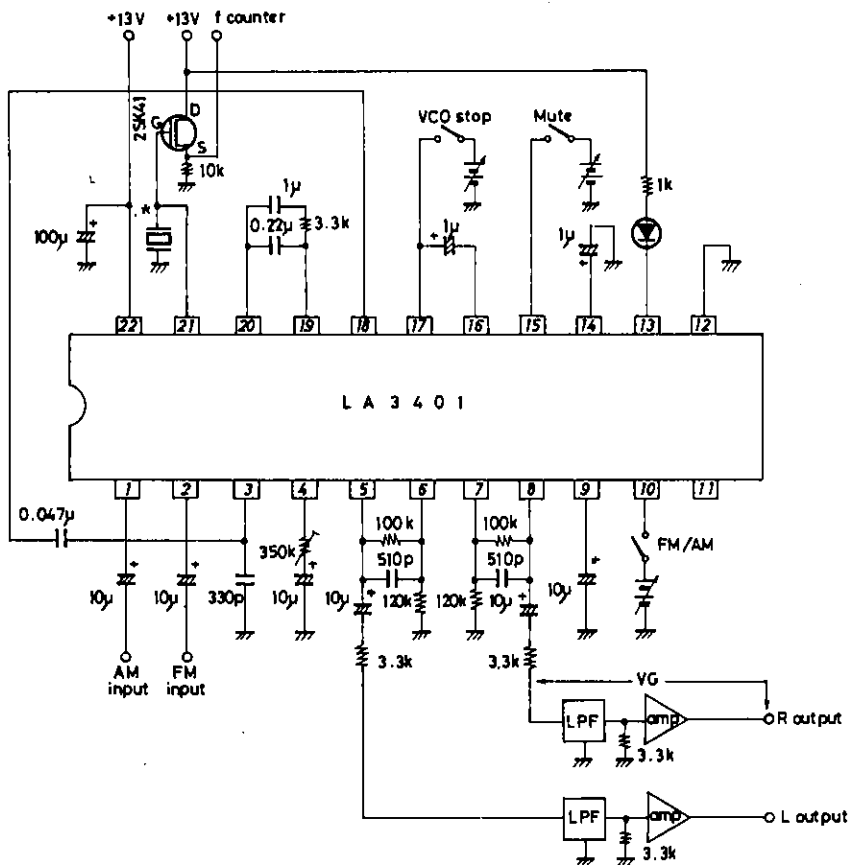 +13V +13V f counter
2SK41
G D
S
10k
VCO stop Mute
*
100μ
1μ
0.22μ 3.3k
1μ
1μ
1k
22 21 20 19 18 17 16 15 14 13 12
LA3401
1 2 3 4 5 6 7 8 9 10 11
0.047μ
350k
100k 100k
510p 510p
FM/AM
10μ 10μ 330p 10μ 10μ 120k 120k 10μ 10μ
3.3k 3.3k
AM input
FM input
VG
LPF amp R output
3.3k
LPF amp L output
3.3k